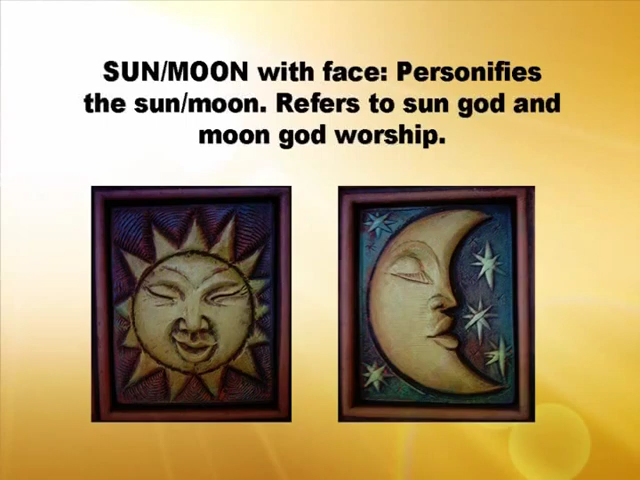 SUN/MOON with face: Personifies
the sun/moon. Refers to sun god and
moon god worship.